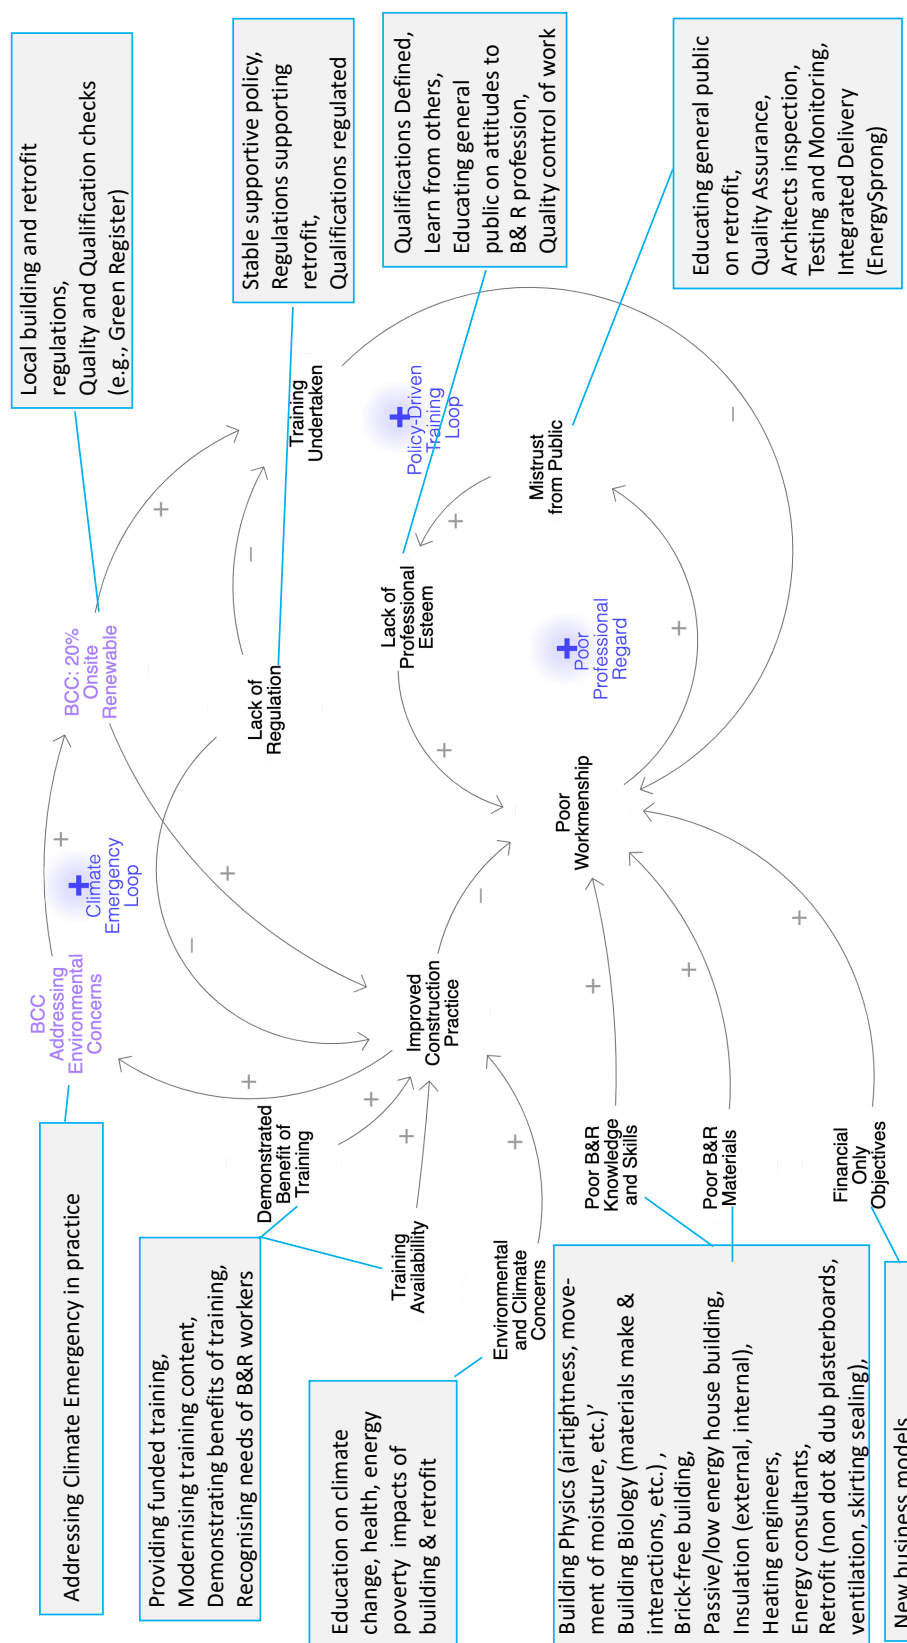 Addressing Climate Emergency in practice
BCC
Addressing
Environmental
Concerns
+
Climate
Emergency
Loop
+
BCC: 20%
Onsite
Renewable
Local building and retrofit
regulations,
Quality and Qualification checks
(e.g., Green Register)
Providing funded training,
Modernising training content,
Demonstrating benefits of training,
Recognising needs of B&R workers
Demonstrated
Benefit of
Training
+
–
+
Lack of
Regulation
–
+
Training
Undertaken
Stable supportive policy,
Regulations supporting
retrofit,
Qualifications regulated
Training
Availability
+
+
Improved
Construction
Practice
+
Lack of
Professional
Esteem
+
+
Policy-Driven
Training
Loop
Qualifications Defined,
Learn from others,
Educating general
public on attitudes to
B& R profession,
Quality control of work
Education on climate
change, health, energy
poverty impacts of
building & retrofit
Environmental
and Climate
Concerns
+
–
Poor
Workmenship
+
Poor
Professional
Regard
Mistrust
from Public
+
–
Educating general public
on retrofit,
Quality Assurance,
Architects inspection,
Testing and Monitoring,
Integrated Delivery
(EnergySprong)
Building Physics (airtightness, move-
ment of moisture, etc.)’
Building Biology (materials make &
interactions, etc.) ,
Brick-free building,
Passive/low energy house building,
Insulation (external, internal),
Heating engineers,
Energy consultants,
Retrofit (non dot & dub plasterboards,
ventilation, skirting sealing),
Poor B&R
Knowledge
and Skills
+
Poor B&R
Materials
+
Financial
Only
Objectives
+
New business models